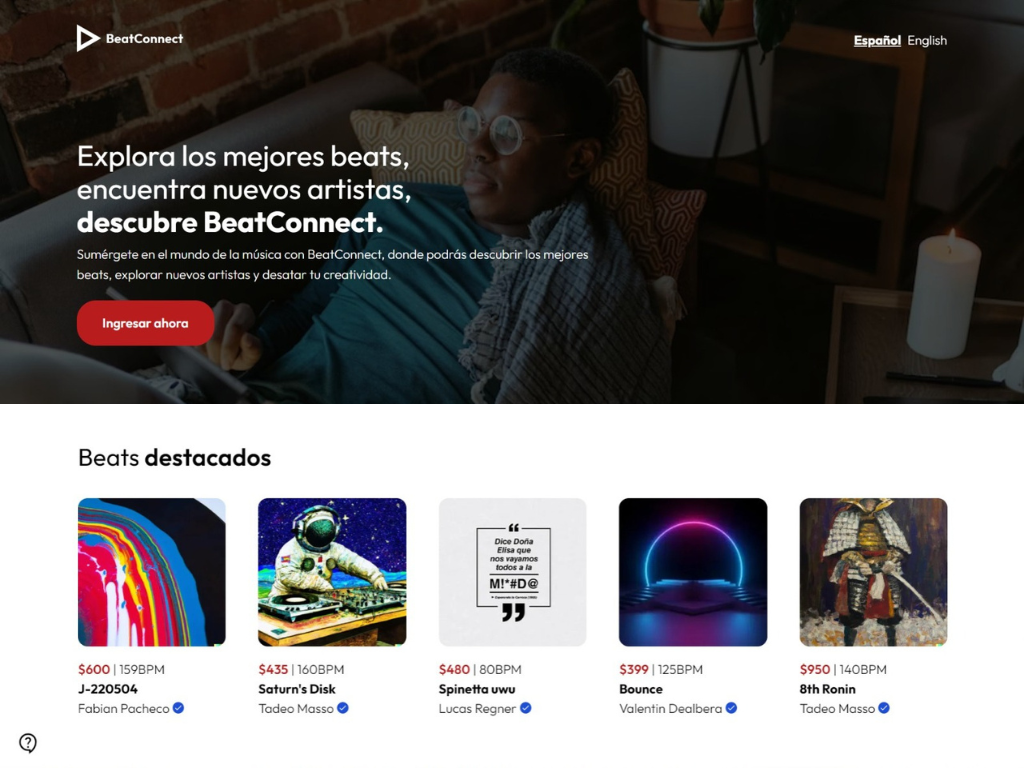 BeatConnect
Español English
Explora los mejores beats,
encuentra nuevos artistas,
descubre BeatConnect.
Sumérgete en el mundo de la música con BeatConnect, donde podrás descubrir los mejores
beats, explorar nuevos artistas y desatar tu creatividad.
Ingresar ahora
Beats destacados
“
Dice Doña
Elisa que
nos vayamos
todos a la
M!*#D@
”
$600 | 159BPM
J-220504
Fabian Pacheco
$435 | 160BPM
Saturn's Disk
Tadeo Masso
$480 | 80BPM
Spinetta uwu
Lucas Regner
$399 | 125BPM
Bounce
Valentin Dealbera
$950 | 140BPM
8th Ronin
Tadeo Masso
?